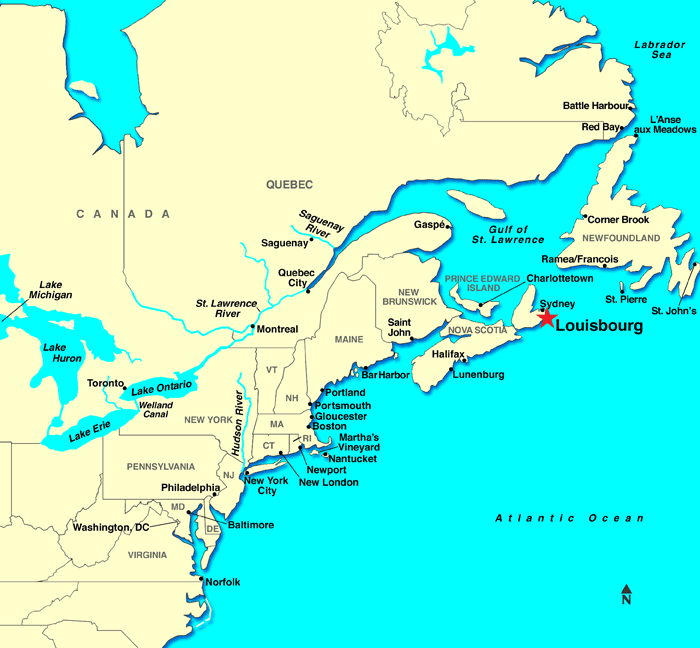 Labrador
Sea
Battle Harbour
L'Anse
aux Meadows
Red Bay
QUEBEC
CANADA
Saguenay
River
Saguenay
Gaspé
Gulf of
St. Lawrence
Corner Brook
NEWFOUNDLAND
Ramea/Francois
Quebec
City
PRINCE EDWARD
ISLAND
Charlottetown
Lake
Michigan
St. Lawrence
River
NEW
BRUNSWICK
St. Pierre
St. John's
Sydney
Louisbourg
Montreal
Saint
John
NOVA SCOTIA
MAINE
Lake
Huron
Halifax
VT
Bar Harbor
Lunenburg
Toronto
Lake Ontario
Welland
Canal
NH
Portland
Portsmouth
Gloucester
Boston
Hudson River
NEW YORK
MA
Lake Erie
CT
RI
Martha's
Vineyard
Nantucket
Newport
New London
PENNSYLVANIA
NJ
New York
City
Philadelphia
MD
Baltimore
Washington, DC
DE
Atlantic Ocean
VIRGINIA
Norfolk
N